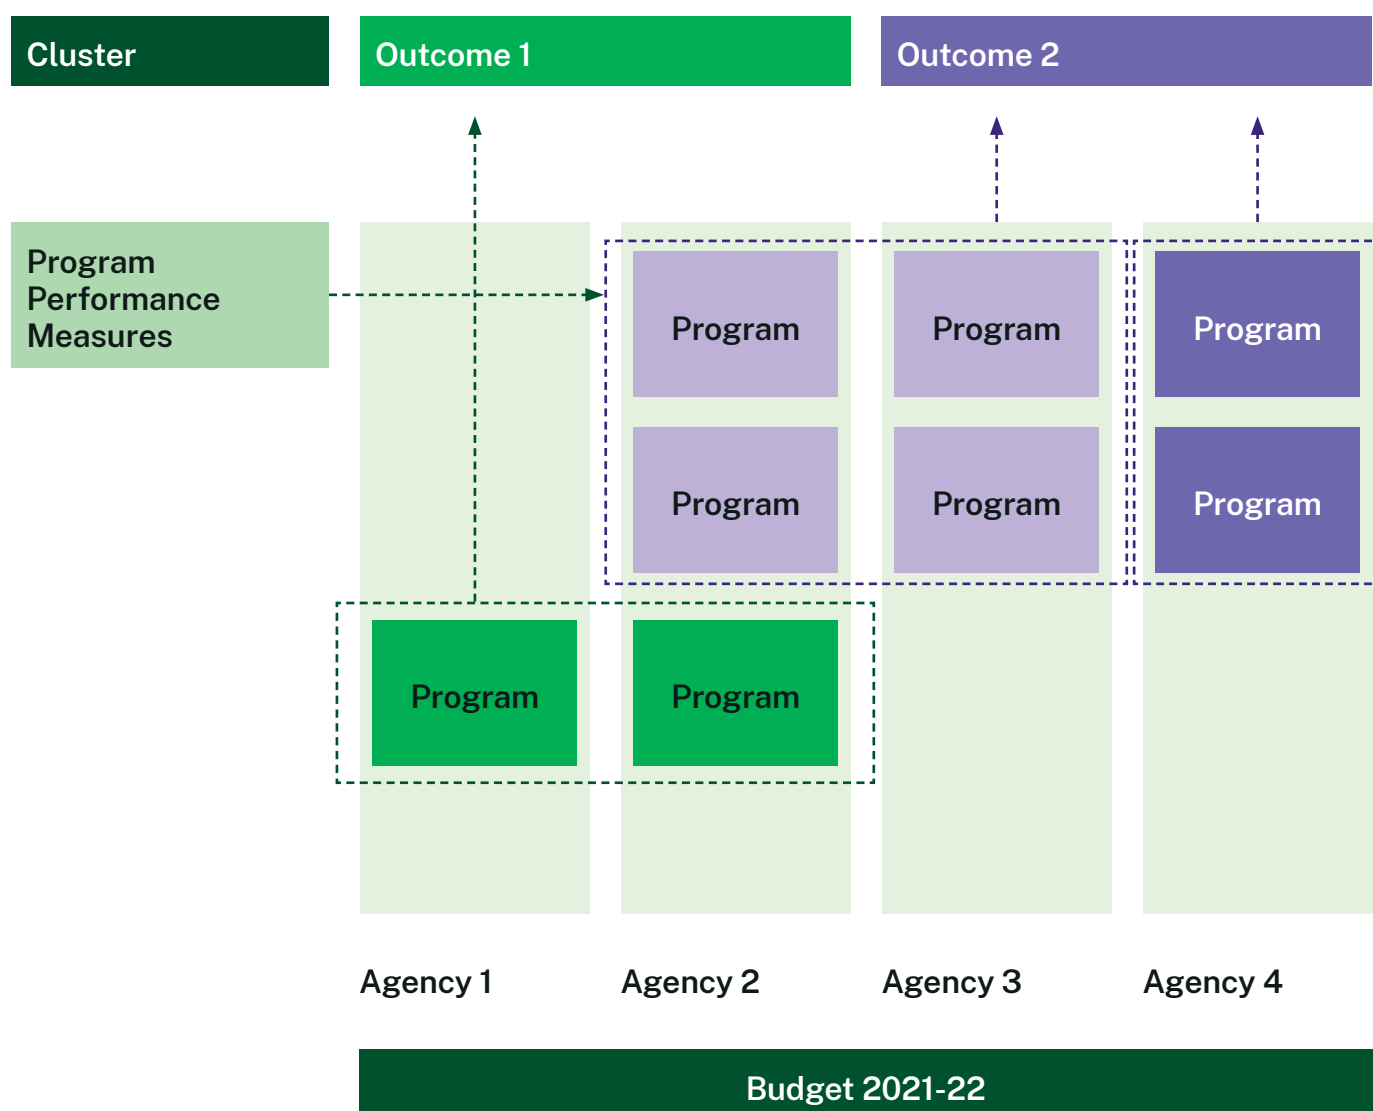 Cluster
Outcome 1
Outcome 2
Program
Performance
Measures
Program
Program
Program
Program
Program
Program
Program
Program
Agency 1
Agency 2
Agency 3
Agency 4
Budget 2021-22